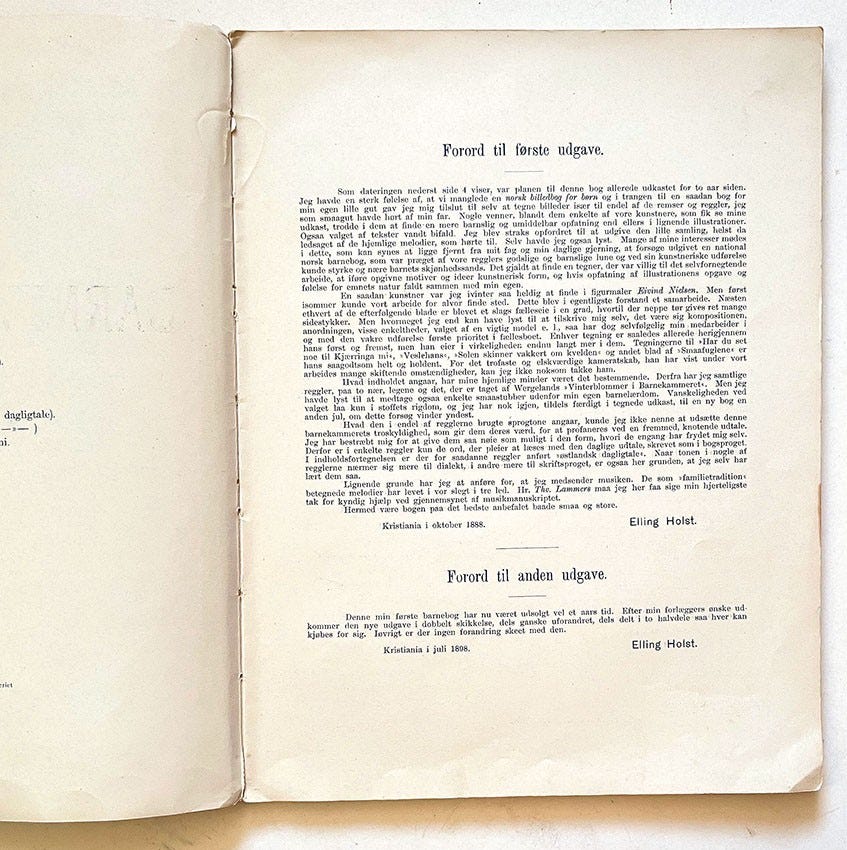 dagligtale).
— » — )
ni.
Forord til første udgave.
Som dateringen nederst side 4 viser, var planen til denne bog allerede udkastet for to aar siden.
Jeg havde en sterk følelse af, at vi manglede en norsk billedbog for børn og i trangen til en saadan bog for
min egen lille gut gav jeg mig tilslut til selv at tegne billeder især til endel af de remser og reggler, jeg
som smaagut havde hørt af min far. Nogle venner, blandt dem enkelte af vore kunstnere, som fik se mine
udkast, trodde i dem at finde en mere barnslig og umiddelbar opfatning end ellers i lignende illustrationer.
Ogsaa valget af tekster vandt bifald. Jeg blev straks opfordret til at udgive den lille samling, helst da
ledsaget af de hjemlige melodier, som hørte til. Selv havde jeg ogsaa lyst. Mange af mine interesser mødes
i dette, som kan synes at ligge fjernt fra mit fag og min daglige gjerning, at forsøge udgivet en national
norsk barnebog, som var præget af vore regglers godslige og barnslige lune og ved sin kunstneriske udførelse
kunde styrke og nære barnets skjønhedssands. Det gjaldt at finde en tegner, der var villig til det selvfornegtende
arbeide, at iføre opgivne motiver og ideer kunstnerisk form, og hvis opfatning af illustrationens opgave og
følelse for emnets natur faldt sammen med min egen.
En saadan kunstner var jeg ivinter saa heldig at finde i figurmaler Eivind Nielsen. Men først
isommer kunde vort arbeide for alvor finde sted. Dette blev i egentligste forstand et samarbeide. Næsten
ethvert af de efterfølgende blade er blevet et slags fælleseie i en grad, hvortil der neppe tør gives ret mange
sidestykker. Men hvormeget jeg end kan have lyst til at tilskrive mig selv, det være sig kompositionen,
anordningen, visse enkeltheder, valget af en vigtig model e. l., saa har dog selvfølgelig min medarbeider i
og med den vakre udførelse første prioritet i fællesboet. Enhver tegning er saaledes allerede herigjennem
hans først og fremst, men han eier i virkeligheden endnu langt mer i dem. Tegningerne til »Har du set
noe til Kjærringa mi«, »Veslehans«, »Solen skinner vakkert om kvelden« og andet blad af »Smaafuglene« er
hans saagodtsom helt og holdent. For det trofaste og elskværdige kameratskab, han har vist under vort
arbeides mange skiftende omstændigheder, kan jeg ikke noksom takke ham.
Hvad indholdet angaar, har mine hjemlige minder været det bestemmende. Derfra har jeg samtlige
reggler, paa to nær, legene og det, der er taget af Wergelands »Vinterblommer i Barnekammeret«. Men jeg
havde lyst til at medtage ogsaa enkelte smaastubber udenfor min egen barnelærdom. Vanskeligheden ved
valget laa kun i stoffets rigdom, og jeg har nok igjen, tildels færdigt i tegnede udkast, til en ny bog en
anden jul, om dette forsøg vinder yndest.
Hvad den i endel af regglerne brugte sprogtone angaar, kunde jeg ikke nenne at udsætte denne
barnekammerets troskyldighed, som gir dem deres værd, for at profaneres ved en fremmed, knotende udtale.
Jeg har bestræbt mig for at give dem saa nøie som muligt i den form, hvori de engang har frydet mig selv.
Derfor er i enkelte reggler kun de ord, der pleier at læses med den daglige udtale, skrevet som i bogsproget.
I indholdsfortegnelsen er der for saadanne reggler anført »østlandsk dagligtale«. Naar tonen i nogle af
regglerne nærmer sig mere til dialekt, i andre mere til skriftsproget, er ogsaa her grunden, at jeg selv har
lært dem saa.
Lignende grunde har jeg at anføre for, at jeg medsender musiken. De som »familietradition«
betegnede melodier har levet i vor slegt i tre led. Hr. Tho. Lammers maa jeg her faa sige min hjerteligste
tak for kyndig hjælp ved gjennemsynet af musikmanuskriptet.
Hermed være bogen paa det bedste anbefalet baade smaa og store.
Kristiania i oktober 1888.
Elling Holst.
Forord til anden udgave.
Denne min første barnebog har nu været udsolgt vel et aars tid. Efter min forlæggers ønske ud-
kommer den nye udgave i dobbelt skikkelse, dels ganske uforandret, dels delt i to halvdele saa hver kan
kjøbes for sig. Iøvrigt er der ingen forandring skeet med den.
Kristiania i juli 1898.
Elling Holst.